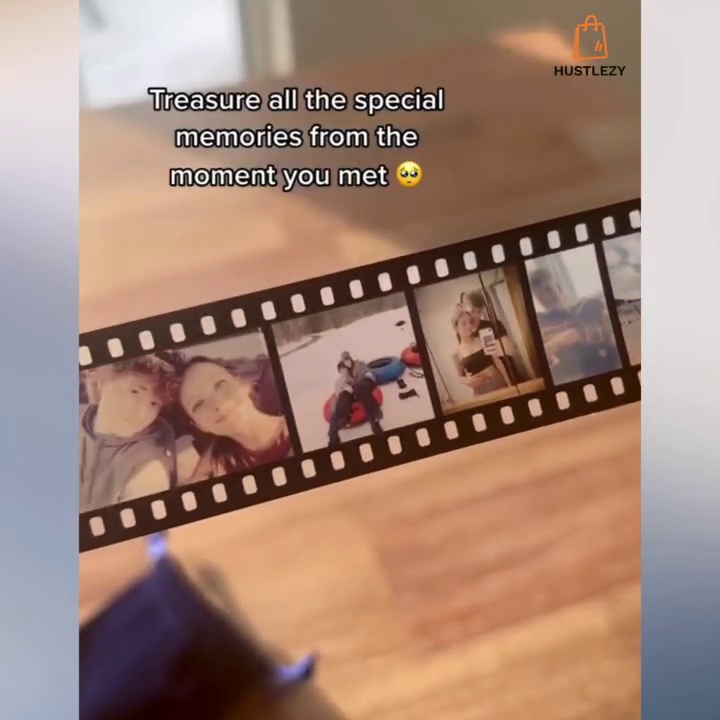 HUSTLEZY
Treasure all the special
memories from the
moment you met 🥺